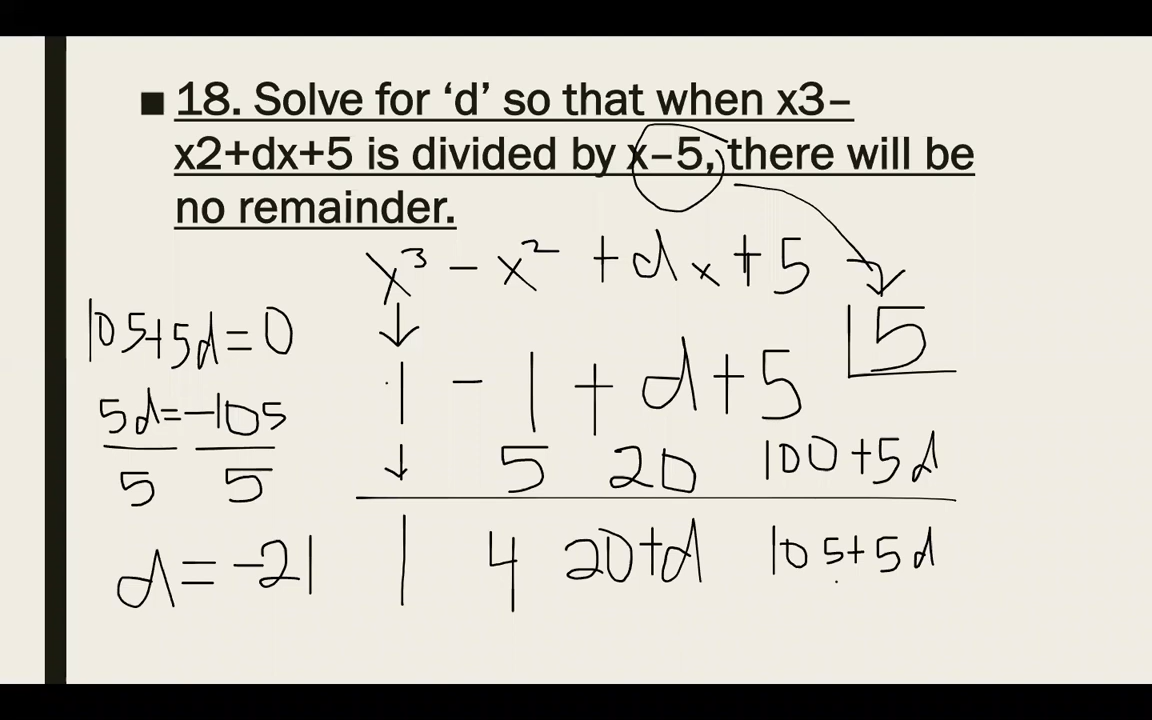 ■ 18. Solve for ‘d’ so that when x3–
x2+dx+5 is divided by x–5, there will be
no remainder.
x³ - x² + dx + 5
105+5d=0
5d=-105
5 5
d=-21
5
1 - 1 + d + 5
5 20 100+5d
1 4 20+d 105+5d